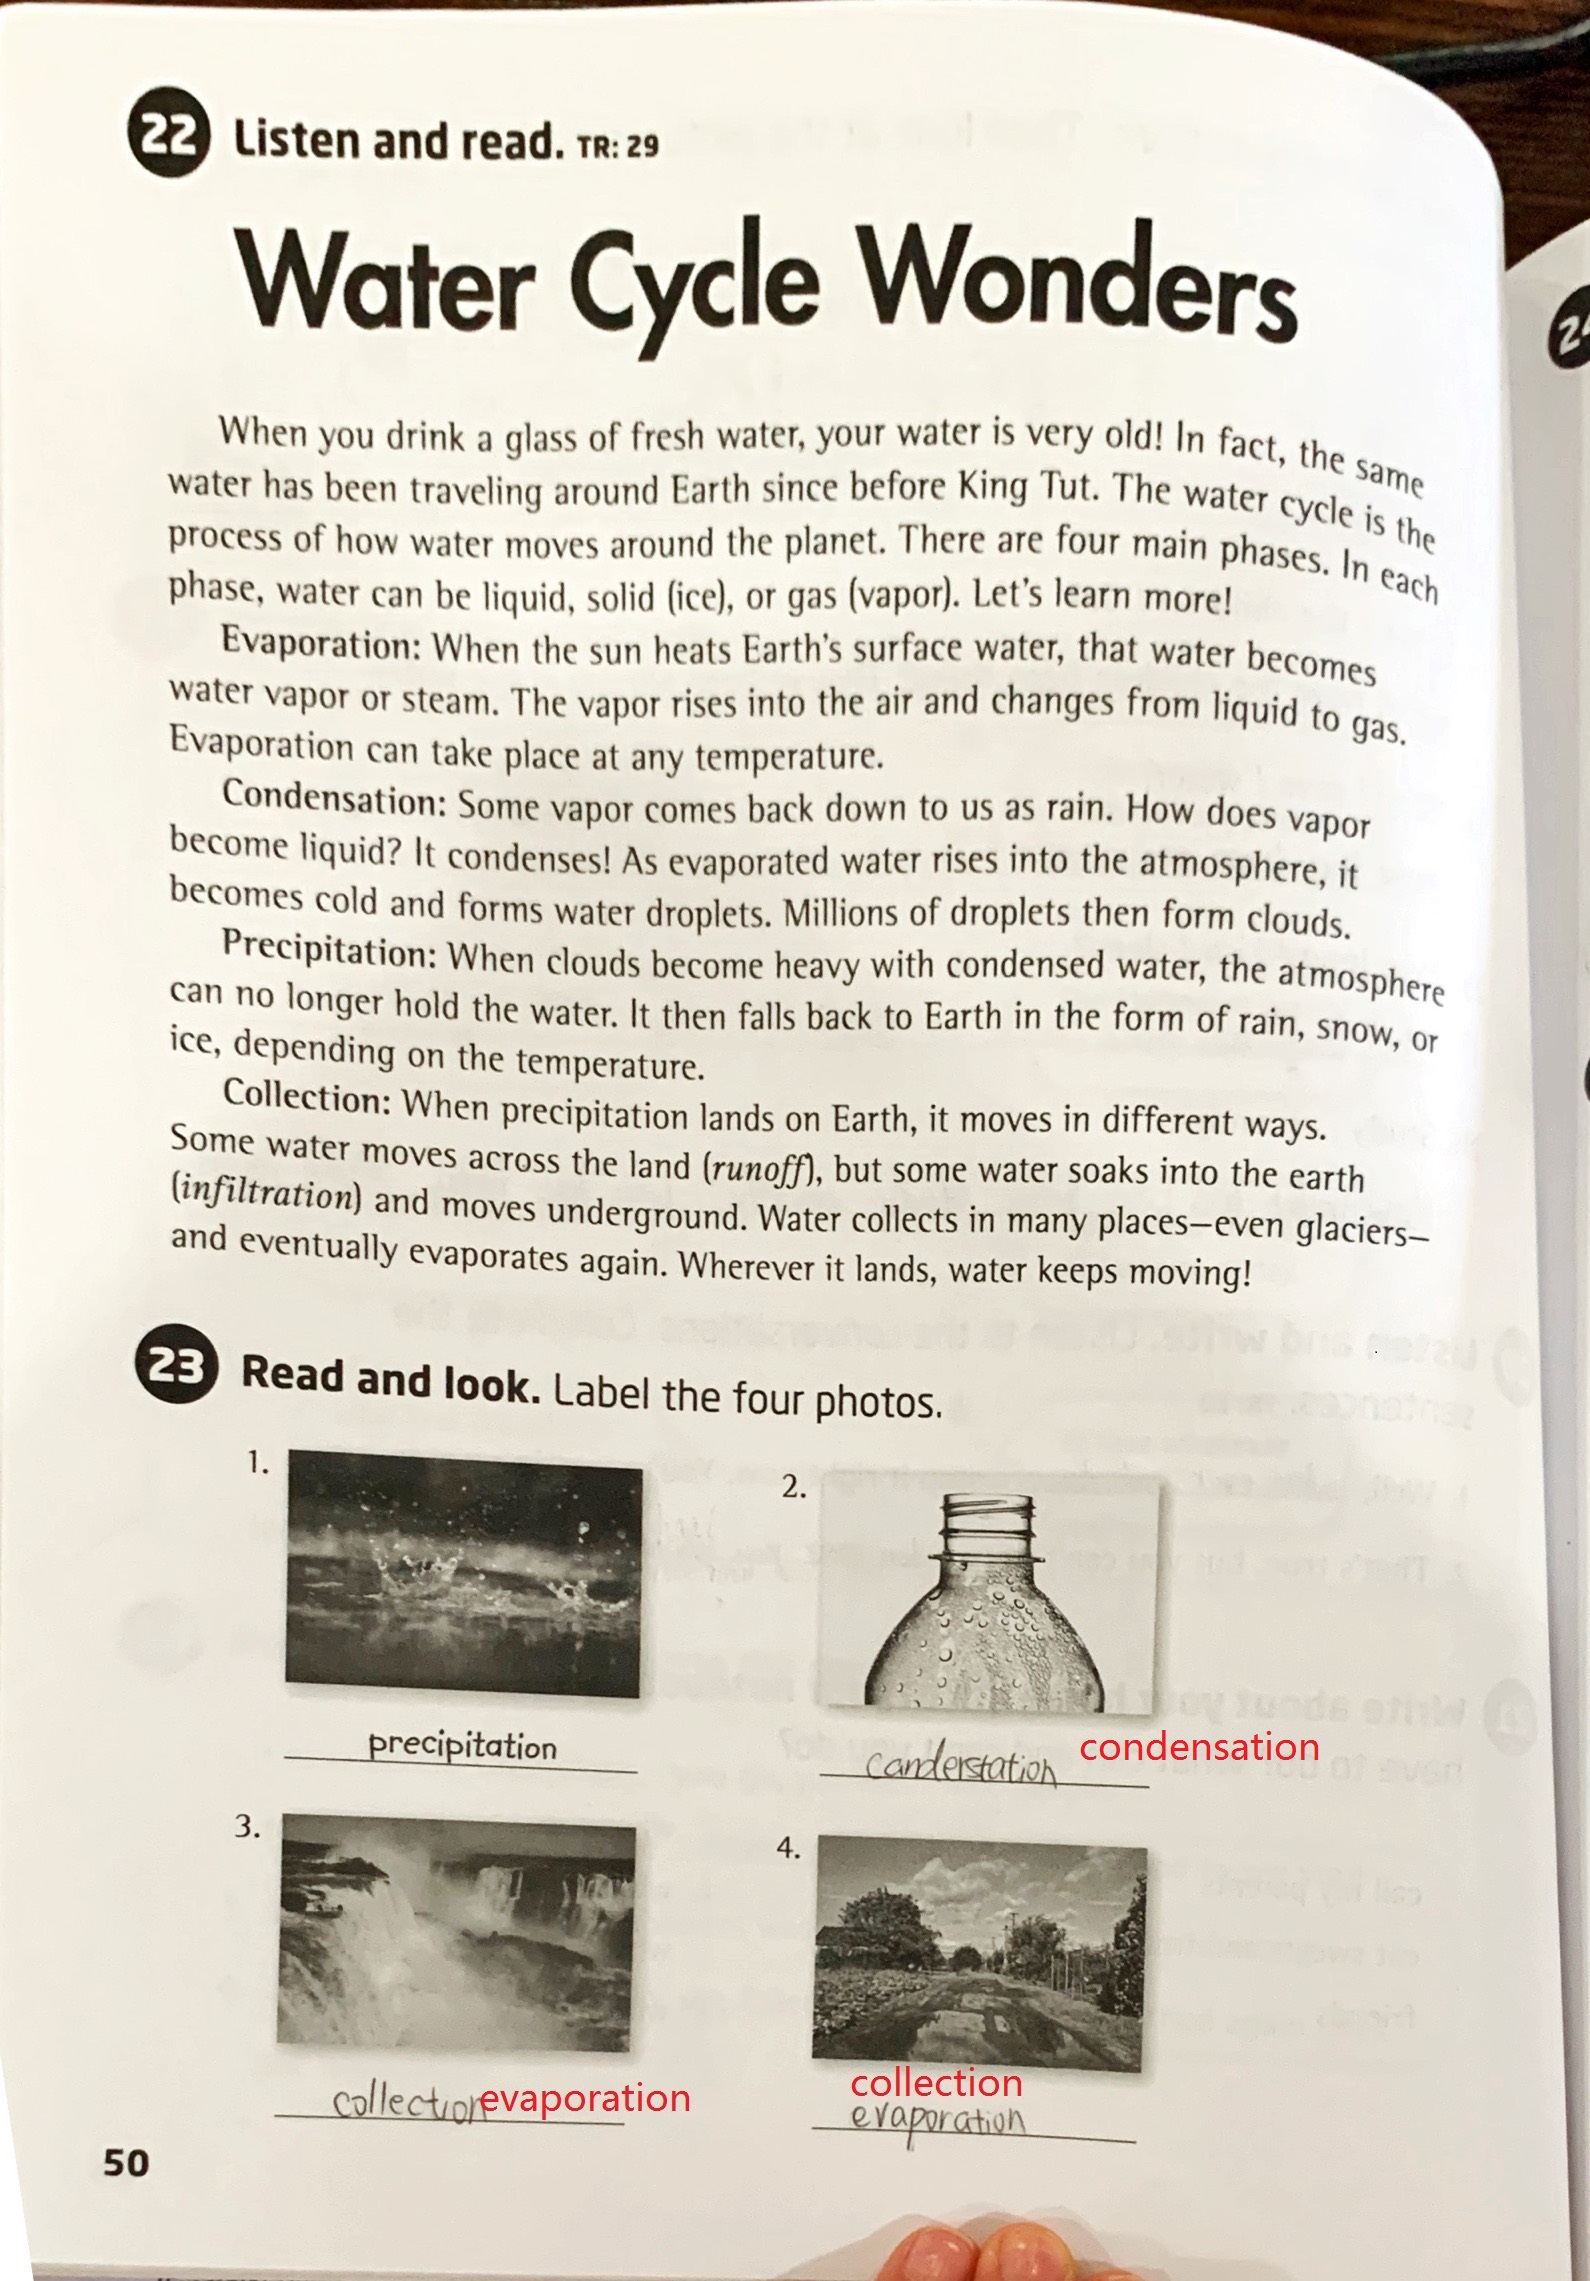 22 Listen and read. TR: 29
Water Cycle Wonders
When you drink a glass of fresh water, your water is very old! In fact, the same
water has been traveling around Earth since before King Tut. The water cycle is the
process of how water moves around the planet. There are four main phases. In each
phase, water can be liquid, solid (ice), or gas (vapor). Let's learn more!
Evaporation: When the sun heats Earth's surface water, that water becomes
water vapor or steam. The vapor rises into the air and changes from liquid to gas.
Evaporation can take place at any temperature.
Condensation: Some vapor comes back down to us as rain. How does vapor
become liquid? It condenses! As evaporated water rises into the atmosphere, it
becomes cold and forms water droplets. Millions of droplets then form clouds.
Precipitation: When clouds become heavy with condensed water, the atmosphere
can no longer hold the water. It then falls back to Earth in the form of rain, snow, or
ice, depending on the temperature.
Collection: When precipitation lands on Earth, it moves in different ways.
Some water moves across the land (runoff), but some water soaks into the earth
(infiltration) and moves underground. Water collects in many places—even glaciers—
and eventually evaporates again. Wherever it lands, water keeps moving!
23 Read and look. Label the four photos.
1.
2.
precipitation
canderstation condensation
3.
4.
collection evaporation
collection
evaporation
50